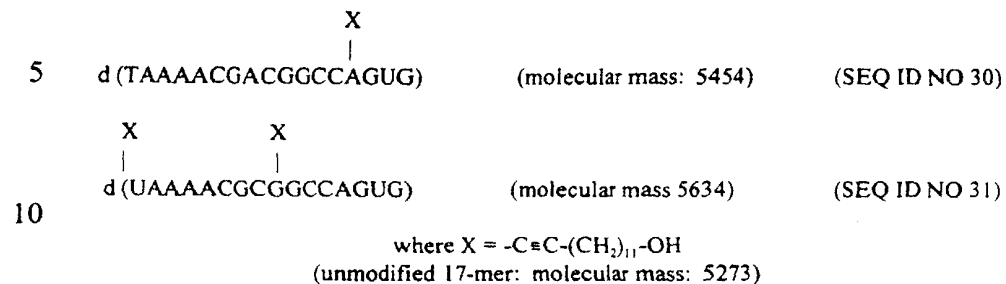 X
5 d (TAAAACGACGGCCAGUG) (molecular mass: 5454) (SEQ ID NO 30)
X X
d (UAAAACGCGGCCAGUG) (molecular mass 5634) (SEQ ID NO 31)
10
where X = -C≡C-(CH₂)₁₁-OH
(unmodified 17-mer: molecular mass: 5273)